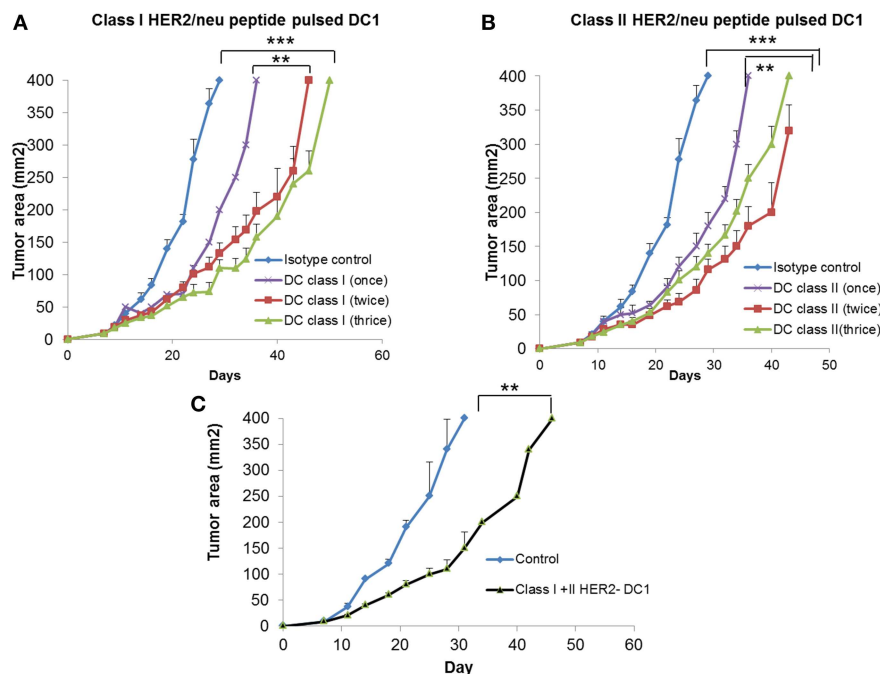 A
Class I HER2/neu peptide pulsed DC1
***
**
400
350
300
250
200
150
100
50
0
Tumor area (mm2)
Isotype control
DC class I (once)
DC class I (twice)
DC class I (thrice)
0 20 40 60
Days
B
Class II HER2/neu peptide pulsed DC1
***
**
400
350
300
250
200
150
100
50
0
Tumor area (mm2)
Isotype control
DC class II (once)
DC class II (twice)
DC class II(thrice)
0 10 20 30 40 50
Days
C
**
400
350
300
250
200
150
100
50
0
Tumor area (mm2)
Control
Class I +II HER2- DC1
0 10 20 30 40 50 60
Day